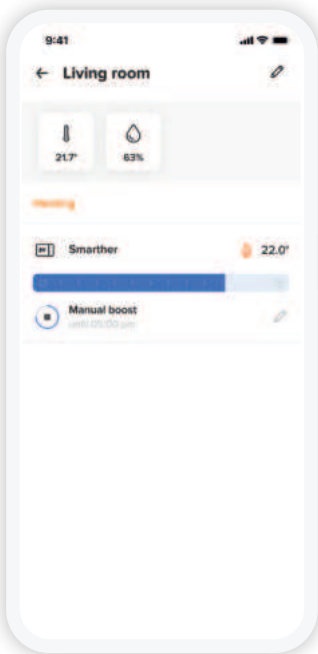 9:41
Living room
21.7°
63%
Heating
Smarther
22.0°
Manual boost
until 05:00 pm